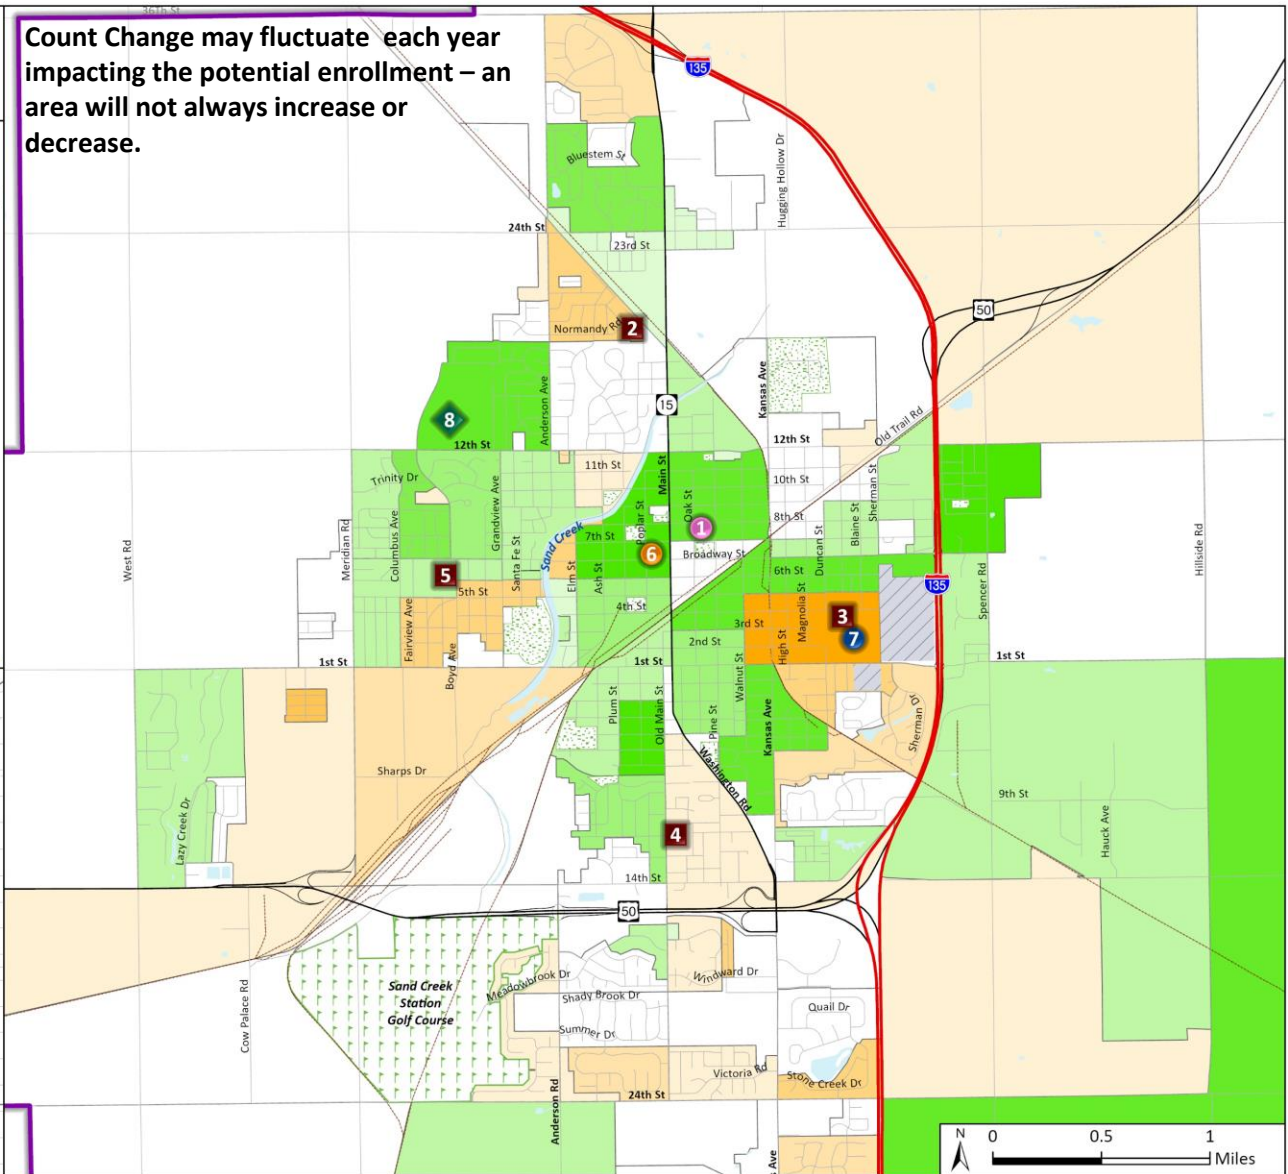 36Th St
Count Change may fluctuate each year
impacting the potential enrollment – an
area will not always increase or
decrease.
135
Hugging Hollow Dr
Bluestem St
24th St
23rd St
50
Normandy Rd
2
15
Kansas Ave
8
Anderson Ave
12th St
12th St
Old Trail Rd
11th St
Main St
Trinity Dr
10th St
Sherman St
Grandview Ave
Poplar St
Oak St
8th St
Blaine St
1
Columbus Ave
Meridian Rd
West Rd
Hillside Rd
Sand Creek
7th St
6
Broadway St
Duncan St
Santa Fe St
Elm St
Ash St
6th St
5
5th St
135
Spencer Rd
4th St
3rd St
Magnolia St
3
7
Fairview Ave
Boyd Ave
2nd St
High St
1st St
1st St
1st St
Walnut St
Plum St
Old Main St
Pine St
Kansas Ave
Sherman Dr
Sharps Dr
Washington Rd
9th St
Lazy Creek Dr
Hauck Ave
4
14th St
50
Sand Creek
Station
Golf Course
Meadowbrook Dr
Windward Dr
Cow Palace Rd
Shady Brook Dr
Quail Dr
Summer Dr
Victoria Rd
Stone Creek Dr
24th St
Anderson Rd
s Ave
N
0 0.5 1
Miles